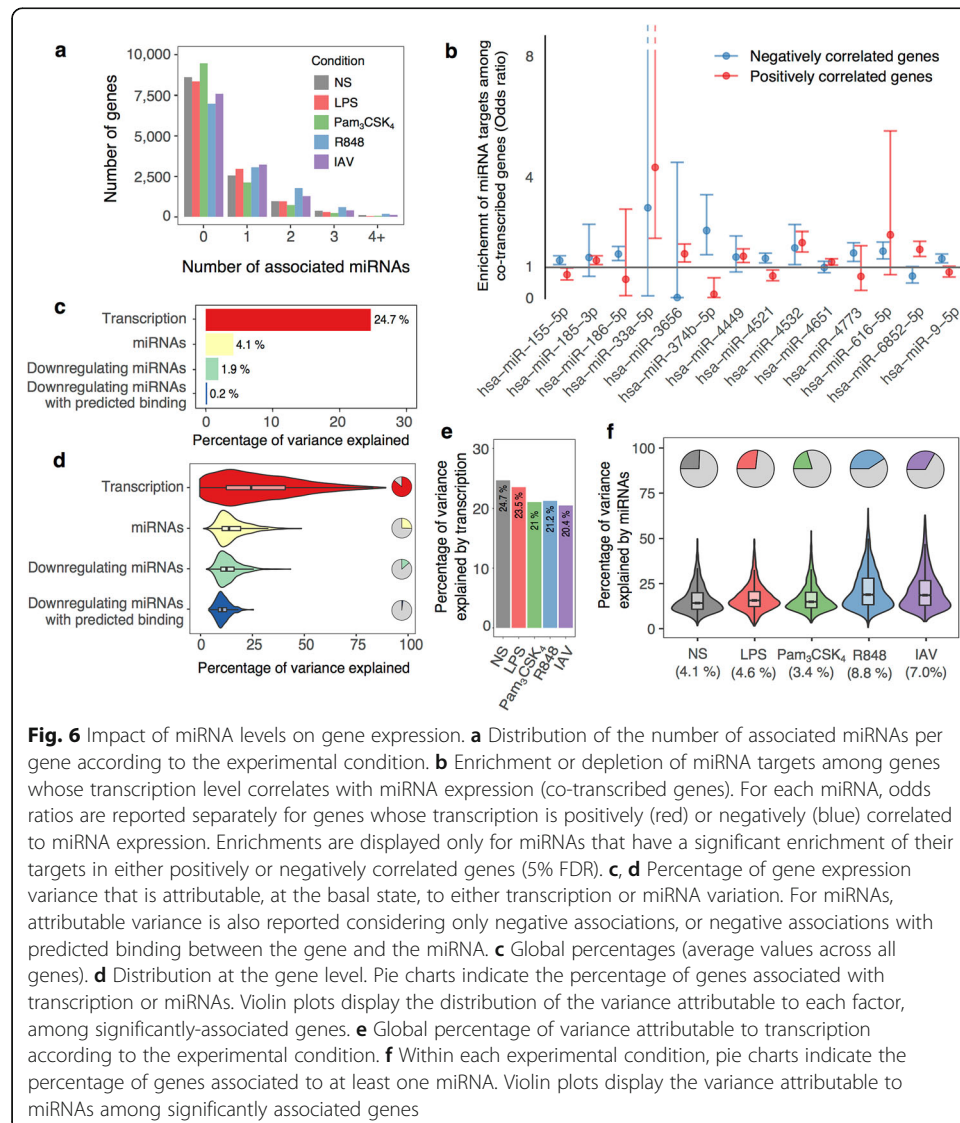 a
10,000
7,500
5,000
2,500
0
Number of genes
Condition
NS
LPS
Pam₃CSK₄
R848
IAV
0 1 2 3 4+
Number of associated miRNAs
b
8
4
1
0
Enrichemnt of miRNA targets among
co-transcribed genes (Odds ratio)
Negatively correlated genes
Positively correlated genes
hsa−miR−155−5p
hsa−miR−185−3p
hsa−miR−186−5p
hsa−miR−33a−5p
hsa−miR−3656
hsa−miR−374b−5p
hsa−miR−4449
hsa−miR−4521
hsa−miR−4532
hsa−miR−4651
hsa−miR−4773
hsa−miR−616−5p
hsa−miR−6852−5p
hsa−miR−9−5p
c
Transcription
24.7 %
miRNAs
4.1 %
Downregulating miRNAs
1.9 %
Downregulating miRNAs
with predicted binding
0.2 %
0 10 20 30
Percentage of variance explained
d
Transcription
miRNAs
Downregulating miRNAs
Downregulating miRNAs
with predicted binding
0 25 50 75 100
Percentage of variance explained
e
30
20
10
0
Percentage of variance
explained by transcription
24.7 %
23.5 %
21 %
21.2 %
20.4 %
NS
LPS
Pam₃CSK₄
R848
IAV
f
100
75
50
25
0
Percentage of variance
explained by miRNAs
NS LPS Pam₃CSK₄ R848 IAV
(4.1 %) (4.6 %) (3.4 %) (8.8 %) (7.0%)
Fig. 6 Impact of miRNA levels on gene expression. a Distribution of the number of associated miRNAs per
gene according to the experimental condition. b Enrichment or depletion of miRNA targets among genes
whose transcription level correlates with miRNA expression (co-transcribed genes). For each miRNA, odds
ratios are reported separately for genes whose transcription is positively (red) or negatively (blue) correlated
to miRNA expression. Enrichments are displayed only for miRNAs that have a significant enrichment of their
targets in either positively or negatively correlated genes (5% FDR). c, d Percentage of gene expression
variance that is attributable, at the basal state, to either transcription or miRNA variation. For miRNAs,
attributable variance is also reported considering only negative associations, or negative associations with
predicted binding between the gene and the miRNA. c Global percentages (average values across all
genes). d Distribution at the gene level. Pie charts indicate the percentage of genes associated with
transcription or miRNAs. Violin plots display the distribution of the variance attributable to each factor,
among significantly-associated genes. e Global percentage of variance attributable to transcription
according to the experimental condition. f Within each experimental condition, pie charts indicate the
percentage of genes associated to at least one miRNA. Violin plots display the variance attributable to
miRNAs among significantly associated genes